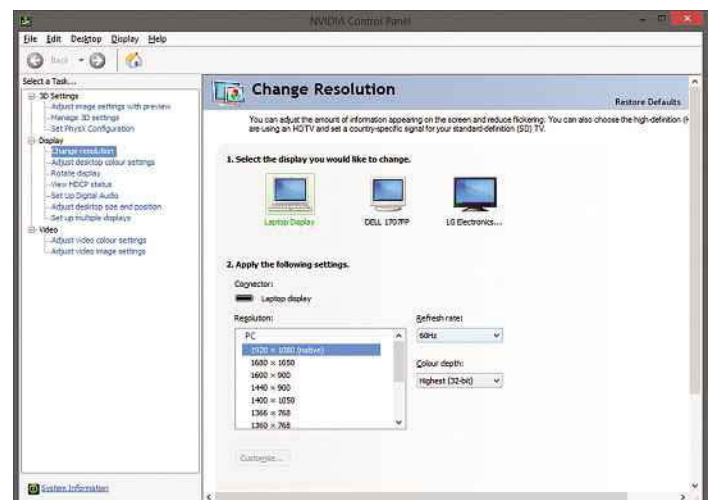 NVIDIA Control Panel
File Edit Desktop Display Help
Back
Select a Task...
3D Settings
Adjust image settings with preview
Manage 3D settings
Set PhysX Configuration
Display
Change resolution
Adjust desktop colour settings
Rotate display
View HDCP status
Set Up Digital Audio
Adjust desktop size and position
Set up multiple displays
Video
Adjust video colour settings
Adjust video image settings
System Information
Change Resolution
Restore Defaults
You can adjust the amount of information appearing on the screen and reduce flickering. You can also choose the high-definition (H
are using an HDTV and set a country-specific signal for your standard-definition (SD) TV.
1. Select the display you would like to change.
Laptop Display DELL 1707FP LG Electronics...
2. Apply the following settings.
Connector:
Laptop display
Resolution:
PC
1920 × 1080 (native)
1680 × 1050
1600 × 900
1440 × 900
1400 × 1050
1366 × 768
1360 × 768
Refresh rate:
60Hz
Colour depth:
Highest (32-bit)
Customise...